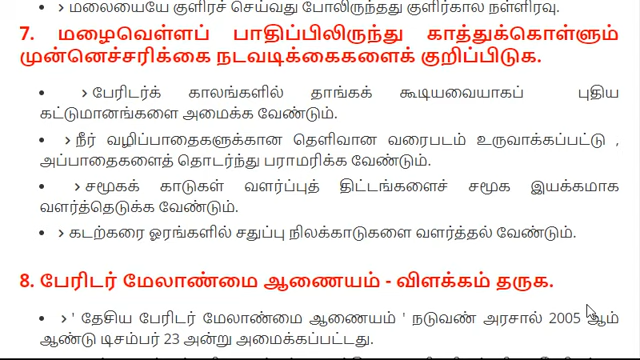 › மலையையே குளிரச் செய்வது போலிருந்தது குளிர்கால நள்ளிரவு.
7. மழைவெள்ளப் பாதிப்பிலிருந்து காத்துக்கொள்ளும்
முன்னெச்சரிக்கை நடவடிக்கைகளைக் குறிப்பிடுக.
• › பேரிடர்க் காலங்களில் தாங்கக் கூடியவையாகப் புதிய
கட்டுமானங்களை அமைக்க வேண்டும்.
• › நீர் வழிப்பாதைகளுக்கான தெளிவான வரைபடம் உருவாக்கப்பட்டு ,
அப்பாதைகளைத் தொடர்ந்து பராமரிக்க வேண்டும்.
• › சமூகக் காடுகள் வளர்ப்புத் திட்டங்களைச் சமூக இயக்கமாக
வளர்த்தெடுக்க வேண்டும்.
• › கடற்கரை ஓரங்களில் சதுப்பு நிலக்காடுகளை வளர்த்தல் வேண்டும்.
8. பேரிடர் மேலாண்மை ஆணையம் - விளக்கம் தருக.
• › ' தேசிய பேரிடர் மேலாண்மை ஆணையம் ' நடுவண் அரசால் 2005 ஆம்
ஆண்டு டிசம்பர் 23 அன்று அமைக்கப்பட்டது.